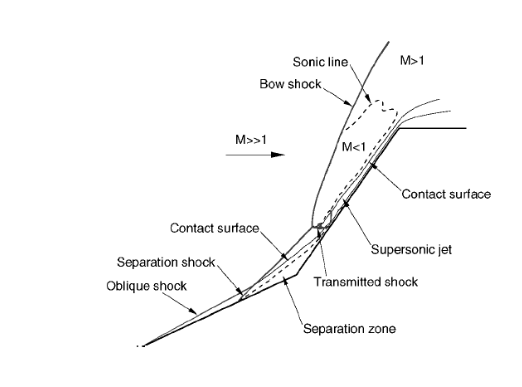 Sonic line
M>1
Bow shock
M>>1
M<1
Contact surface
Contact surface
Supersonic jet
Separation shock
Transmitted shock
Oblique shock
Separation zone